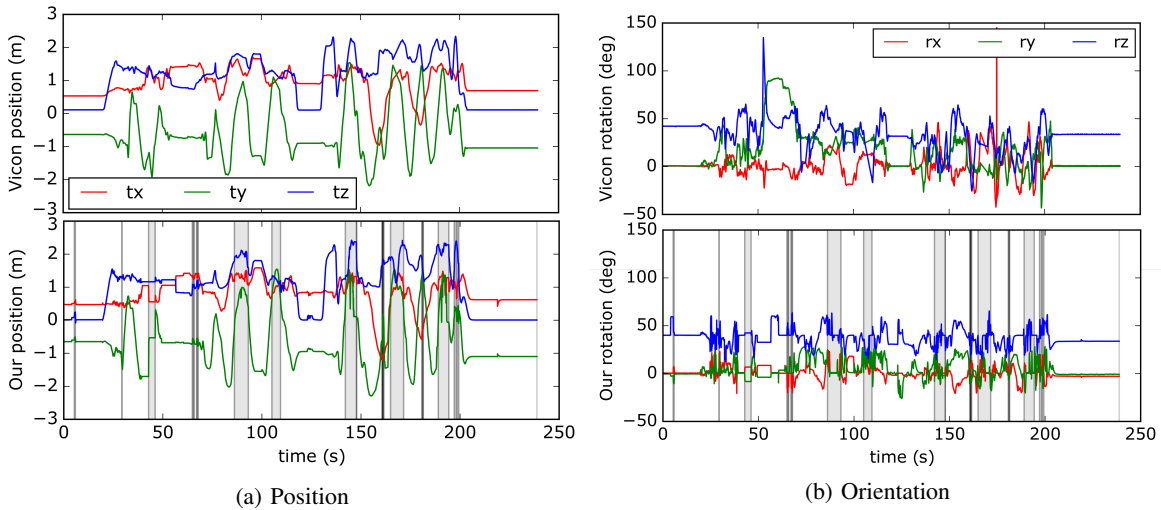 3
2
1
0
−1
−2
3
Vicon position (m)
tx ty tz
3
2
1
0
−1
−2
−3
Our position (m)
0 50 100 150 200 250
time (s)
(a) Position
150
100
50
0
−50
Vicon rotation (deg)
rx ry rz
150
100
50
0
−50
Our rotation (deg)
0 50 100 150 200 250
time (s)
(b) Orientation